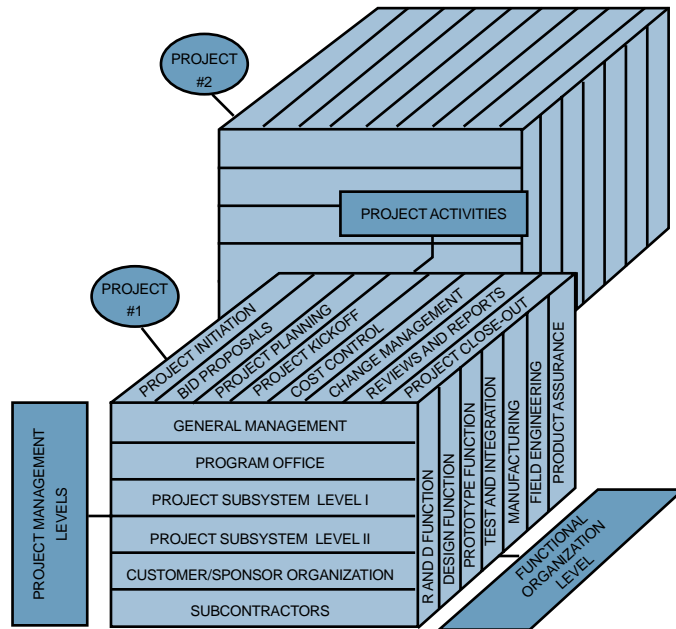 PROJECT
#2
PROJECT ACTIVITIES
PROJECT
#1
PROJECT INITIATION
BID PROPOSALS
PROJECT PLANNING
PROJECT KICKOFF
COST CONTROL
CHANGE MANAGEMENT
REVIEWS AND REPORTS
PROJECT CLOSE-OUT
PROJECT MANAGEMENT
LEVELS
GENERAL MANAGEMENT
PROGRAM OFFICE
PROJECT SUBSYSTEM LEVEL I
PROJECT SUBSYSTEM LEVEL II
CUSTOMER/SPONSOR ORGANIZATION
SUBCONTRACTORS
R AND D FUNCTION
DESIGN FUNCTION
PROTOTYPE FUNCTION
TEST AND INTEGRATION
MANUFACTURING
FIELD ENGINEERING
PRODUCT ASSURANCE
FUNCTIONAL
ORGANIZATION
LEVEL